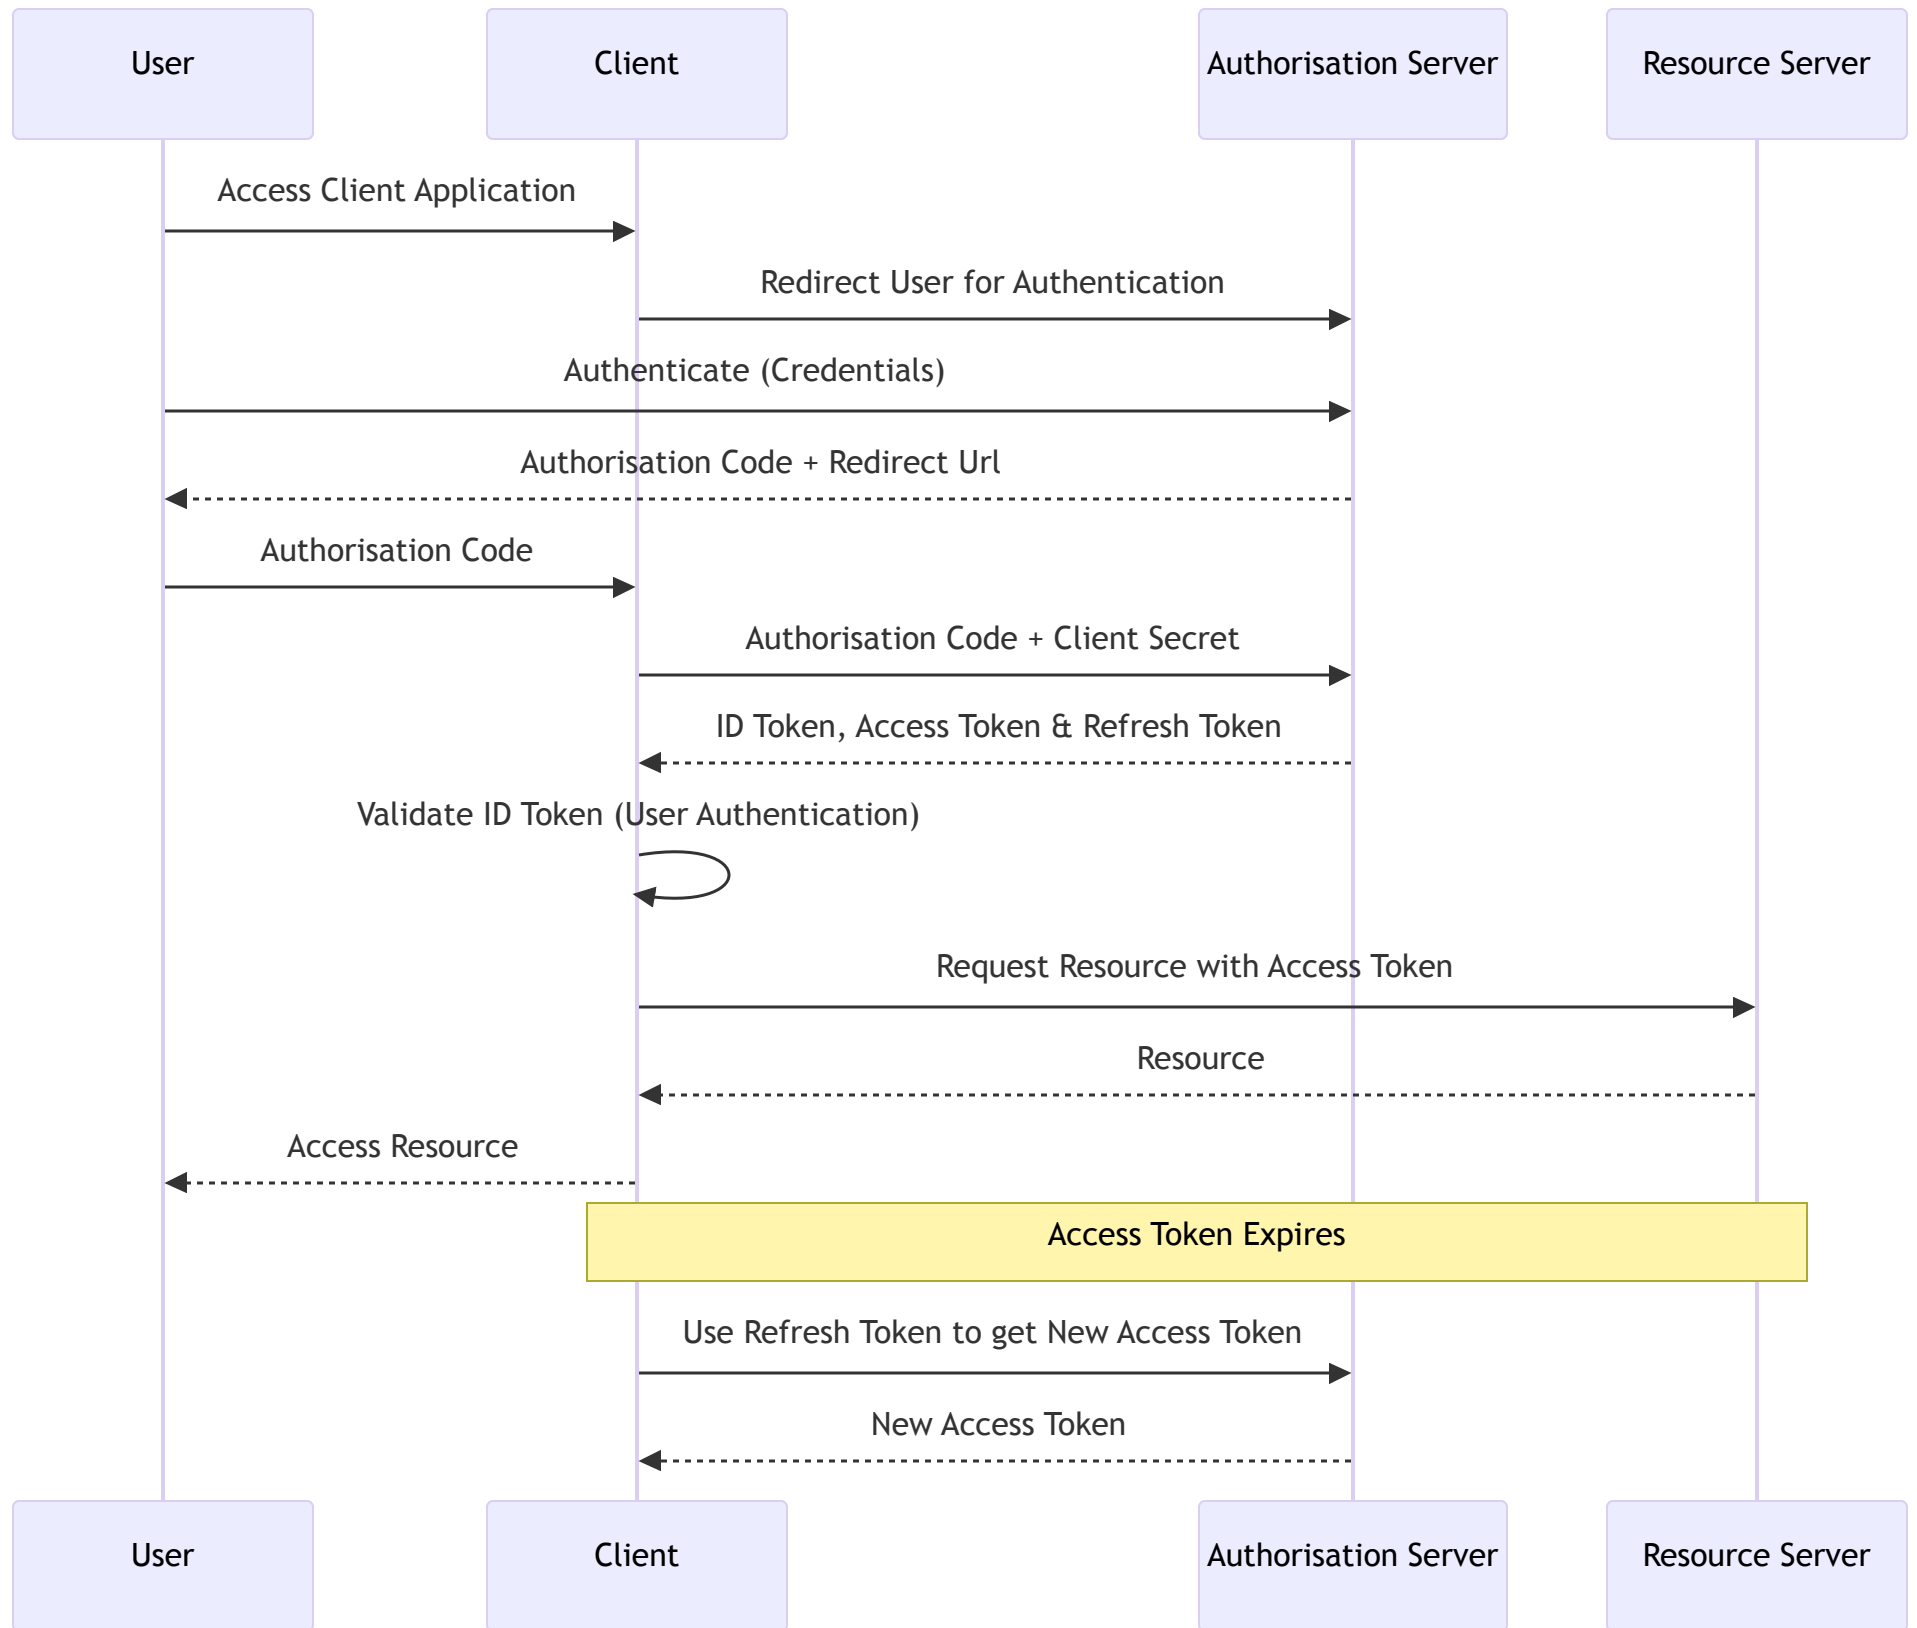 User
Client
Authorisation Server
Resource Server
Access Client Application
Redirect User for Authentication
Authenticate (Credentials)
Authorisation Code + Redirect Url
Authorisation Code
Authorisation Code + Client Secret
ID Token, Access Token & Refresh Token
Validate ID Token (User Authentication)
Request Resource with Access Token
Resource
Access Resource
Access Token Expires
Use Refresh Token to get New Access Token
New Access Token
User
Client
Authorisation Server
Resource Server